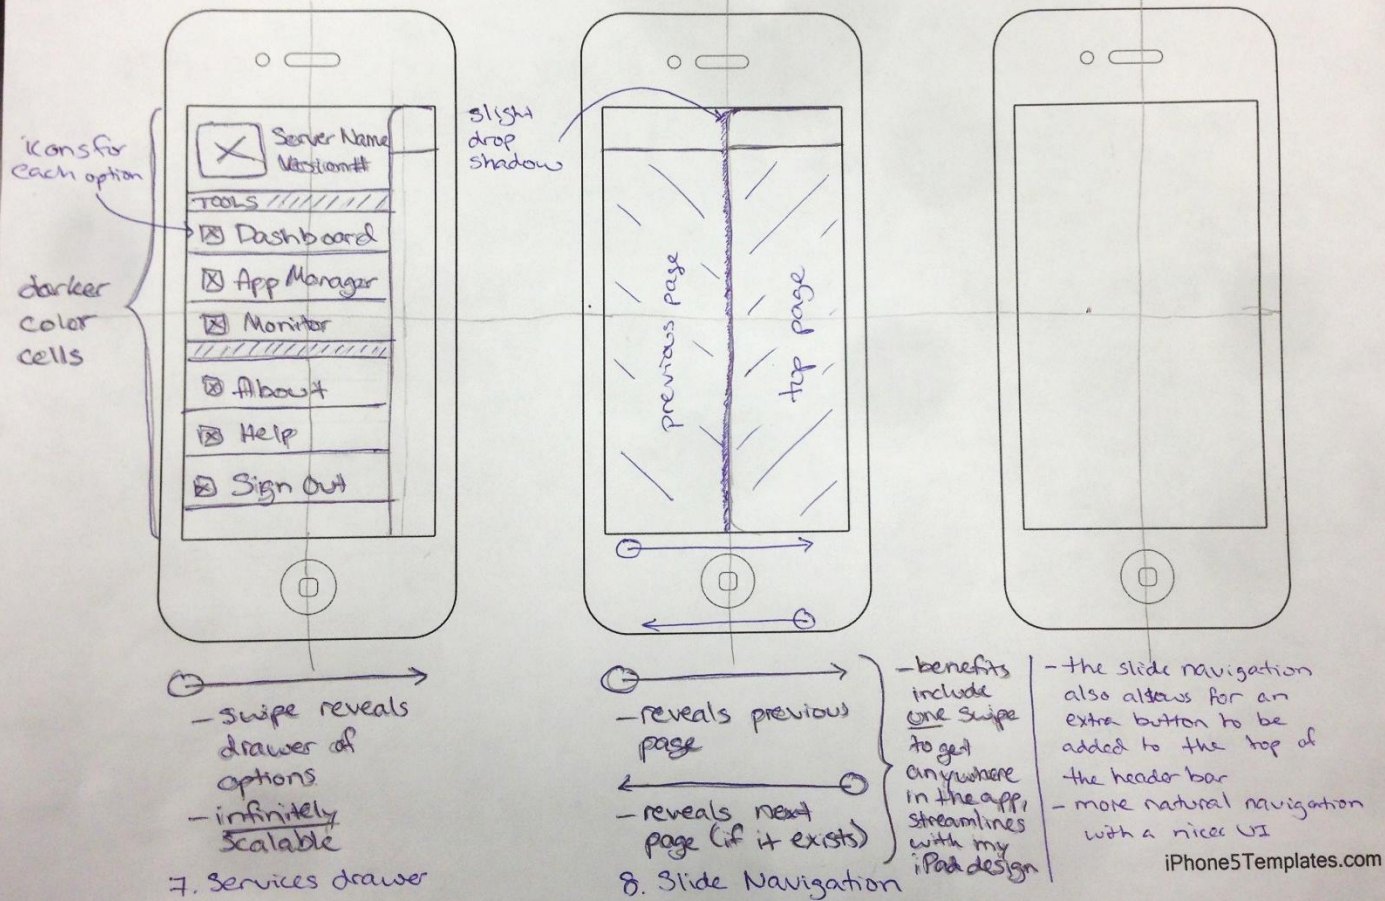 icons for
each option
darker
color
cells
Server Name
Version#
TOOLS
Dashboard
App Manager
Monitor
About
Help
Sign Out
- swipe reveals
drawer of
options
- infinitely
scalable
7. Services drawer
slight
drop
shadow
previous page
top page
- reveals previous
page
- reveals next
page (if it exists)
8. Slide Navigation
- benefits
include
one swipe
to get
anywhere
in the app,
streamlines
with my
iPad design
- the slide navigation
also allows for an
extra button to be
added to the top of
the header bar
- more natural navigation
with a nicer UI
iPhone5Templates.com